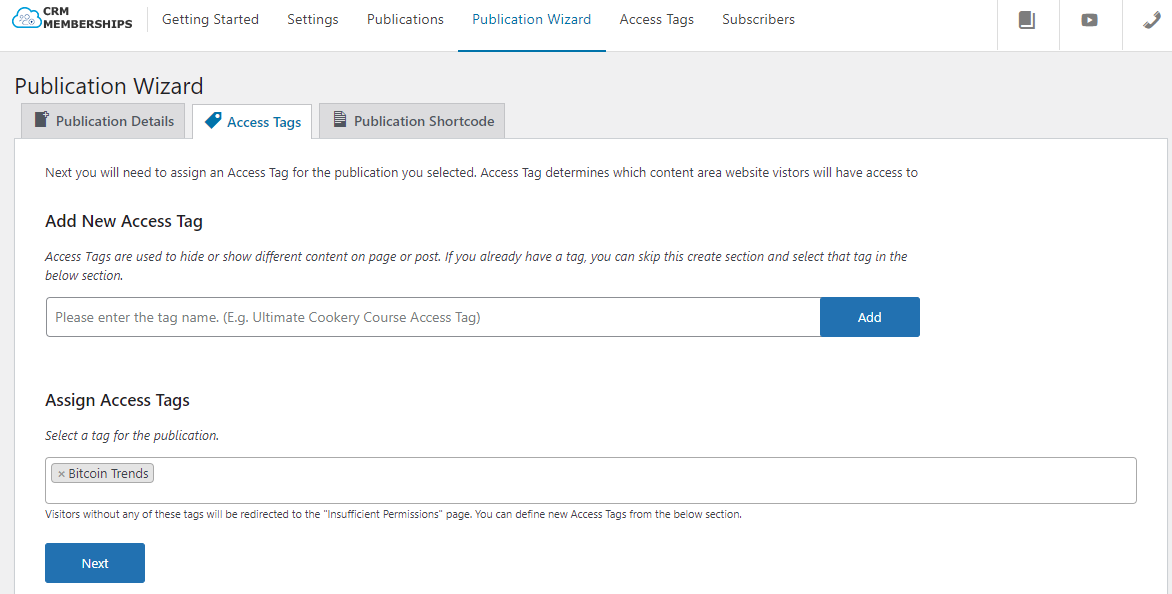 CRM
MEMBERSHIPS
Getting Started Settings Publications Publication Wizard Access Tags Subscribers
Publication Wizard
Publication Details Access Tags Publication Shortcode
Next you will need to assign an Access Tag for the publication you selected. Access Tag determines which content area website vistors will have access to
Add New Access Tag
Access Tags are used to hide or show different content on page or post. If you already have a tag, you can skip this create section and select that tag in the
below section.
Please enter the tag name. (E.g. Ultimate Cookery Course Access Tag) Add
Assign Access Tags
Select a tag for the publication.
× Bitcoin Trends
Visitors without any of these tags will be redirected to the "Insufficient Permissions" page. You can define new Access Tags from the below section.
Next